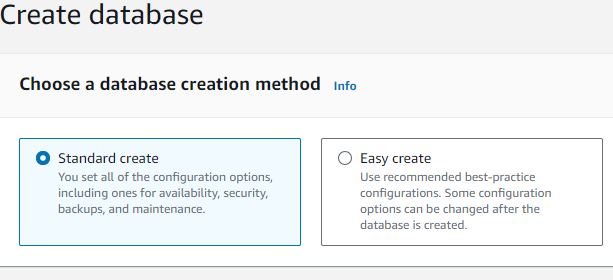 Create database
Choose a database creation method Info
Standard create
You set all of the configuration options,
including ones for availability, security,
backups, and maintenance.
Easy create
Use recommended best-practice
configurations. Some configuration
options can be changed after the
database is created.